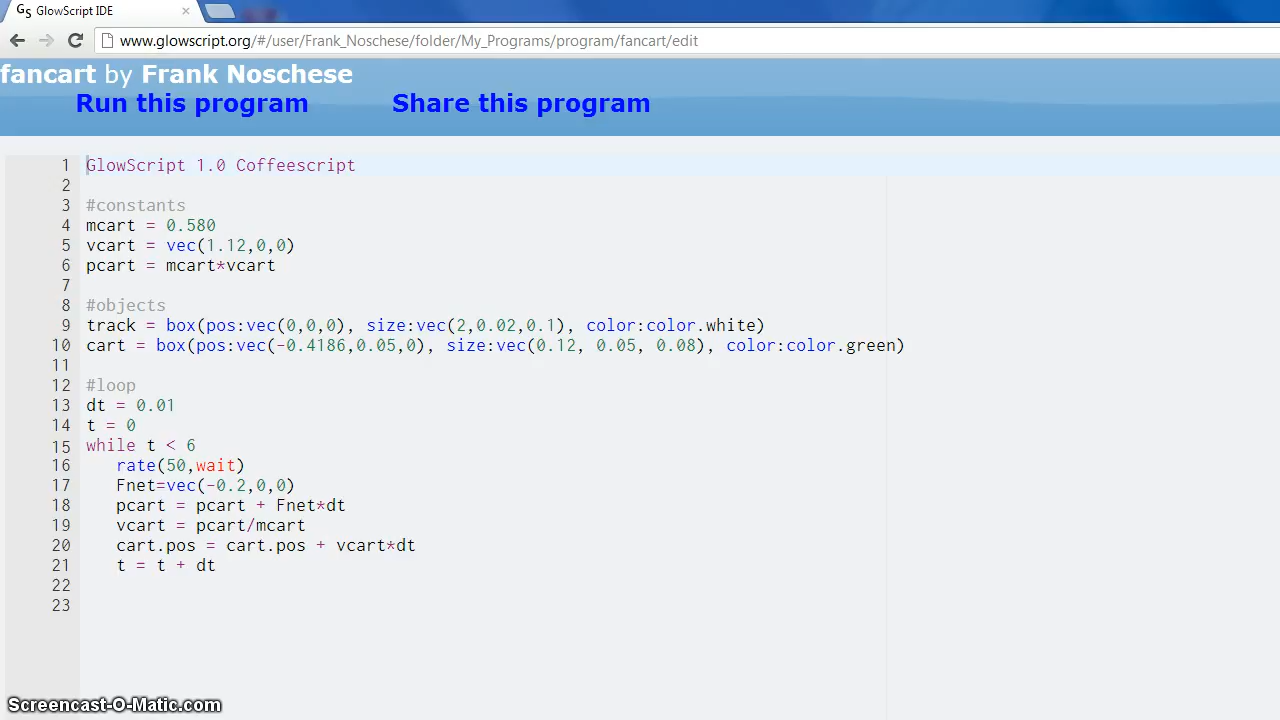 GS GlowScript IDE
www.glowscript.org/#/user/Frank_Noschese/folder/My_Programs/program/fancart/edit
fancart by Frank Noschese
Run this program Share this program
1 GlowScript 1.0 Coffeescript
2
3 #constants
4 mcart = 0.580
5 vcart = vec(1.12,0,0)
6 pcart = mcart*vcart
7
8 #objects
9 track = box(pos:vec(0,0,0), size:vec(2,0.02,0.1), color:color.white)
10 cart = box(pos:vec(-0.4186,0.05,0), size:vec(0.12, 0.05, 0.08), color:color.green)
11
12 #loop
13 dt = 0.01
14 t = 0
15 while t < 6
16 rate(50,wait)
17 Fnet=vec(-0.2,0,0)
18 pcart = pcart + Fnet*dt
19 vcart = pcart/mcart
20 cart.pos = cart.pos + vcart*dt
21 t = t + dt
22
23
Screencast-O-Matic.com